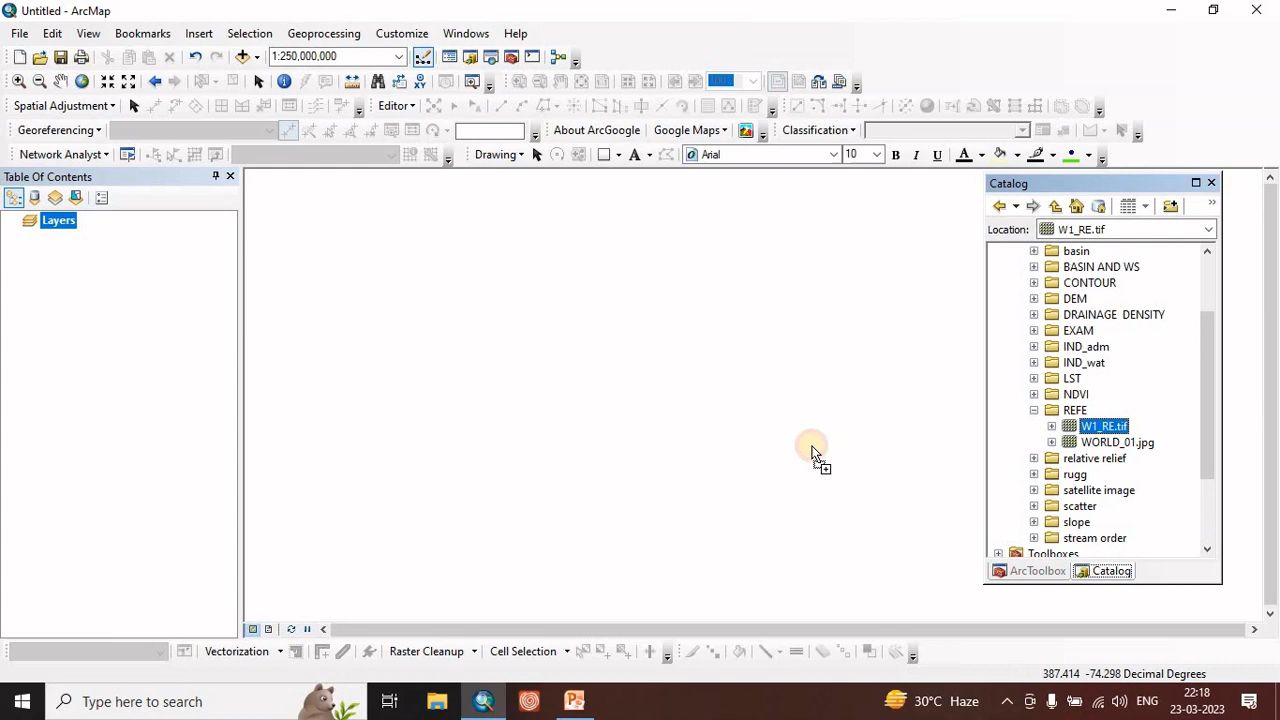 Untitled - ArcMap
File Edit View Bookmarks Insert Selection Geoprocessing Customize Windows Help
1:250,000,000
Spatial Adjustment Editor
Georeferencing About ArcGoogle Google Maps Classification
Network Analyst Drawing A Arial 10 B I U A
Table Of Contents
Layers
Catalog
Location: W1_RE.tif
basin
BASIN AND WS
CONTOUR
DEM
DRAINAGE DENSITY
EXAM
IND_adm
IND_wat
LST
NDVI
REFE
W1_RE.tif
WORLD_01.jpg
relative relief
rugg
satellite image
scatter
slope
stream order
Toolboxes
ArcToolbox Catalog
Vectorization Raster Cleanup Cell Selection
387.414 -74.298 Decimal Degrees
Type here to search 30°C Haze ENG 22:18
23-03-2023